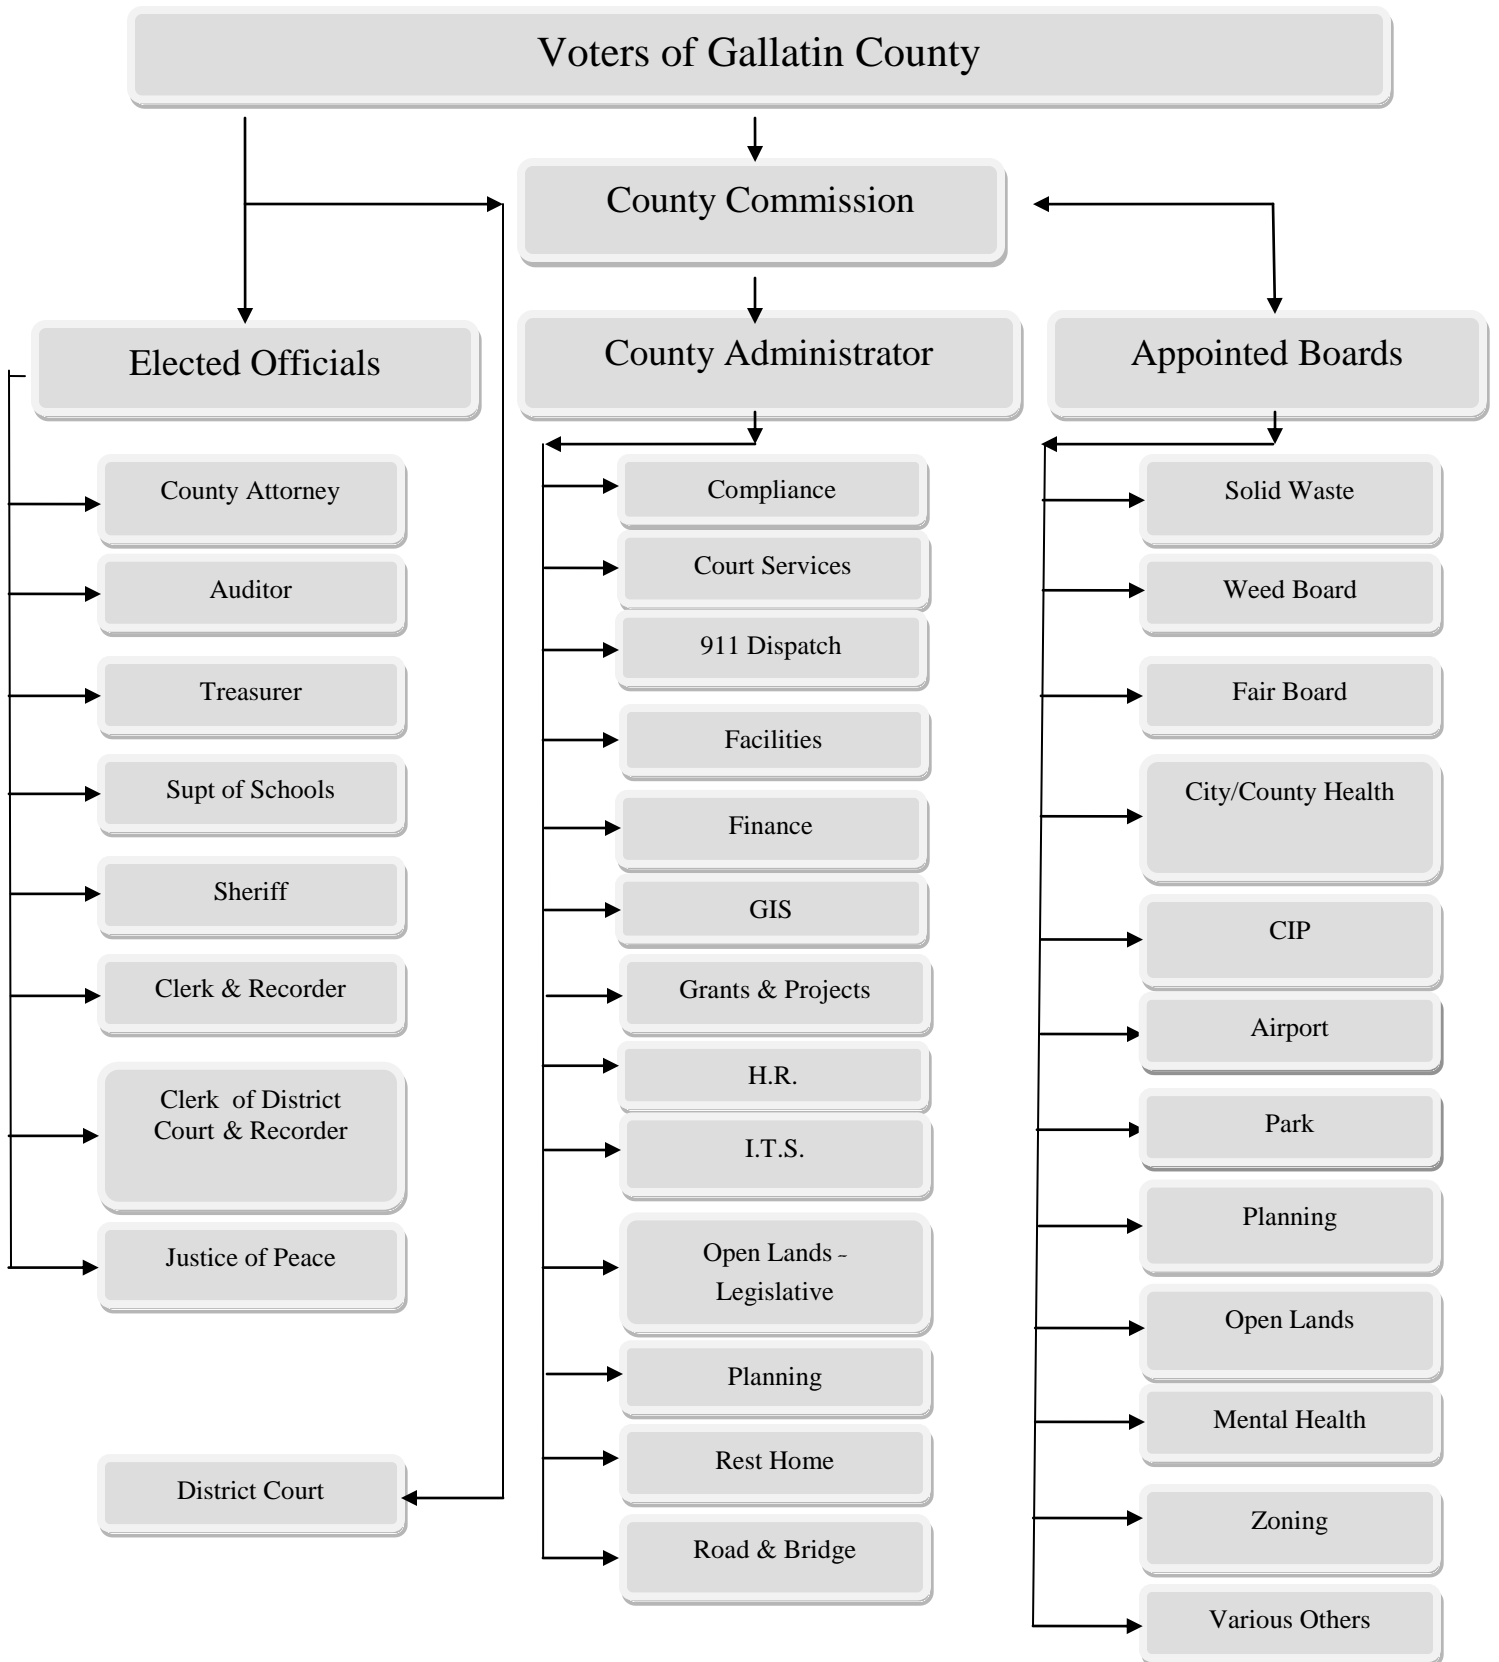 Voters of Gallatin County
County Commission
Elected Officials
County Administrator
Appointed Boards
County Attorney
Auditor
Treasurer
Supt of Schools
Sheriff
Clerk & Recorder
Clerk of District
Court & Recorder
Justice of Peace
District Court
Compliance
Court Services
911 Dispatch
Facilities
Finance
GIS
Grants & Projects
H.R.
I.T.S.
Open Lands -
Legislative
Planning
Rest Home
Road & Bridge
Solid Waste
Weed Board
Fair Board
City/County Health
CIP
Airport
Park
Planning
Open Lands
Mental Health
Zoning
Various Others